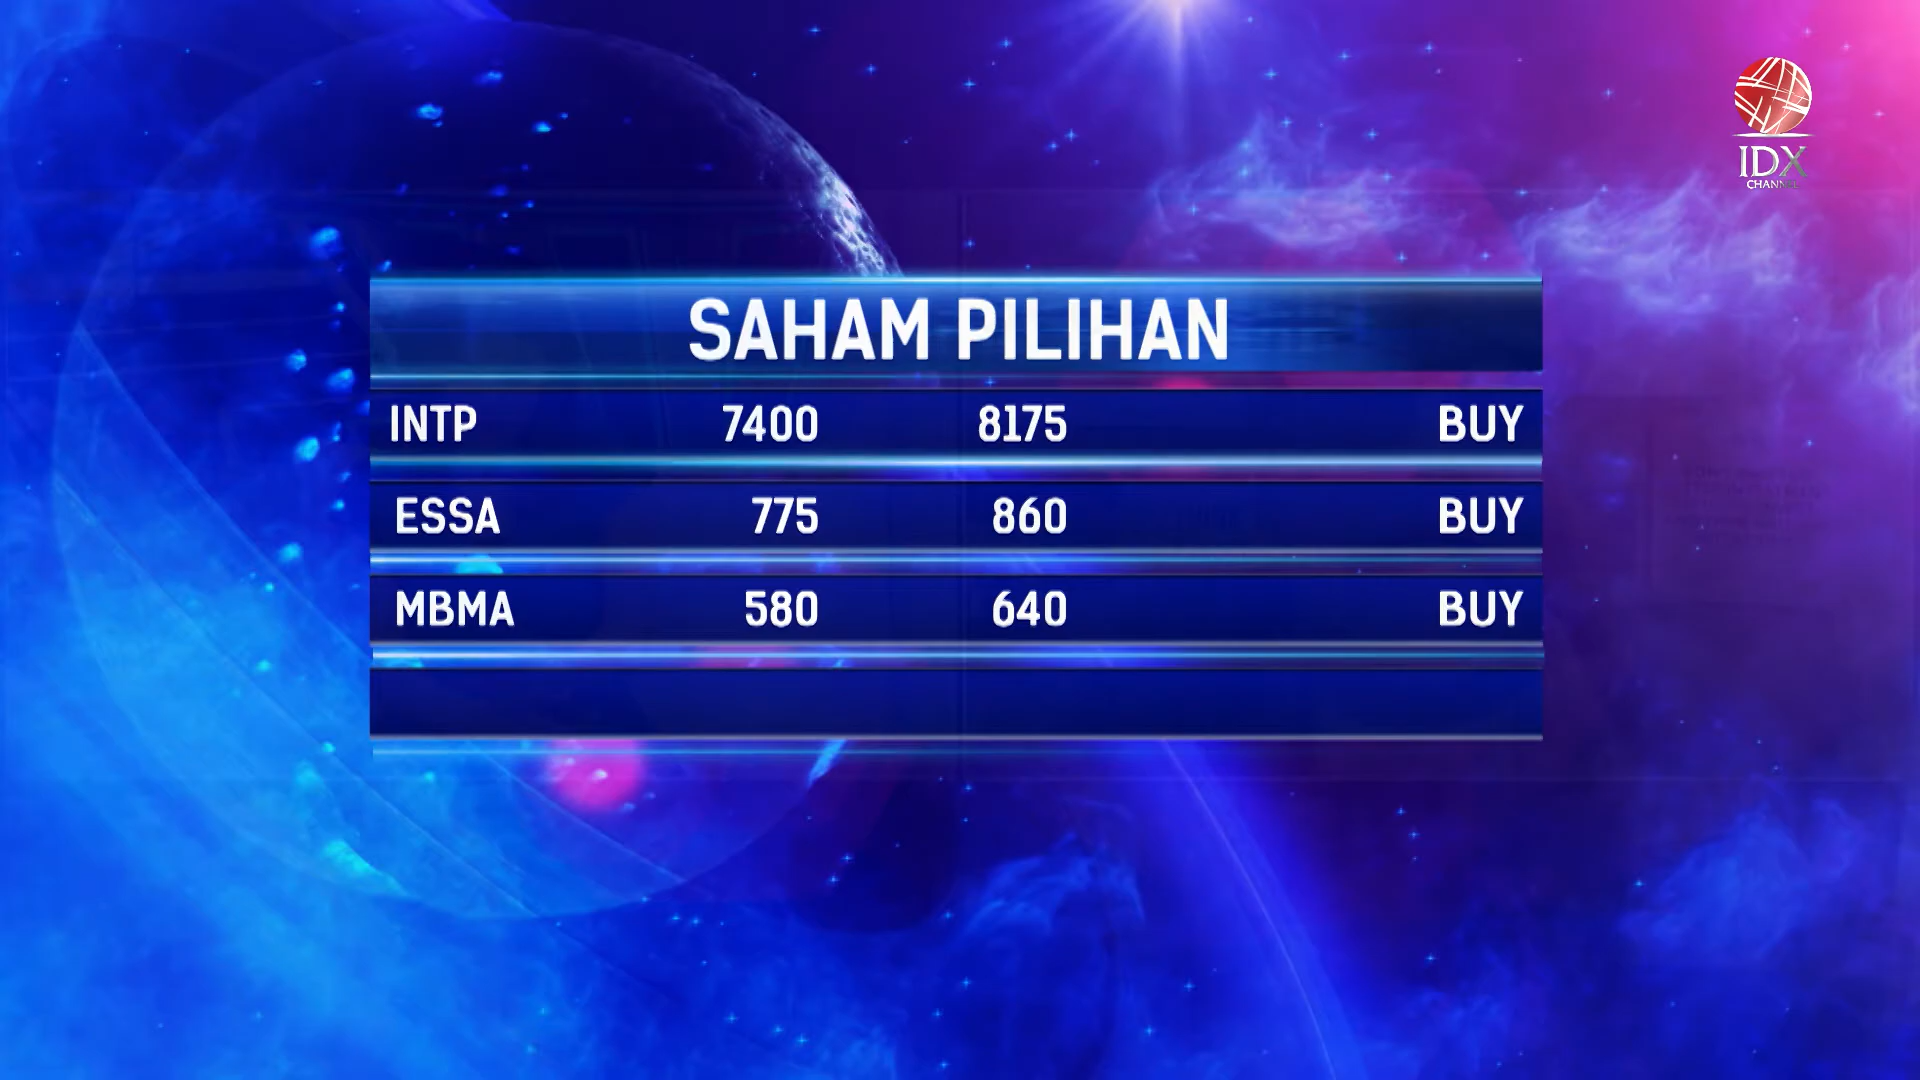 IDX
CHANNEL
SAHAM PILIHAN
INTP 7400 8175 BUY
ESSA 775 860 BUY
MBMA 580 640 BUY